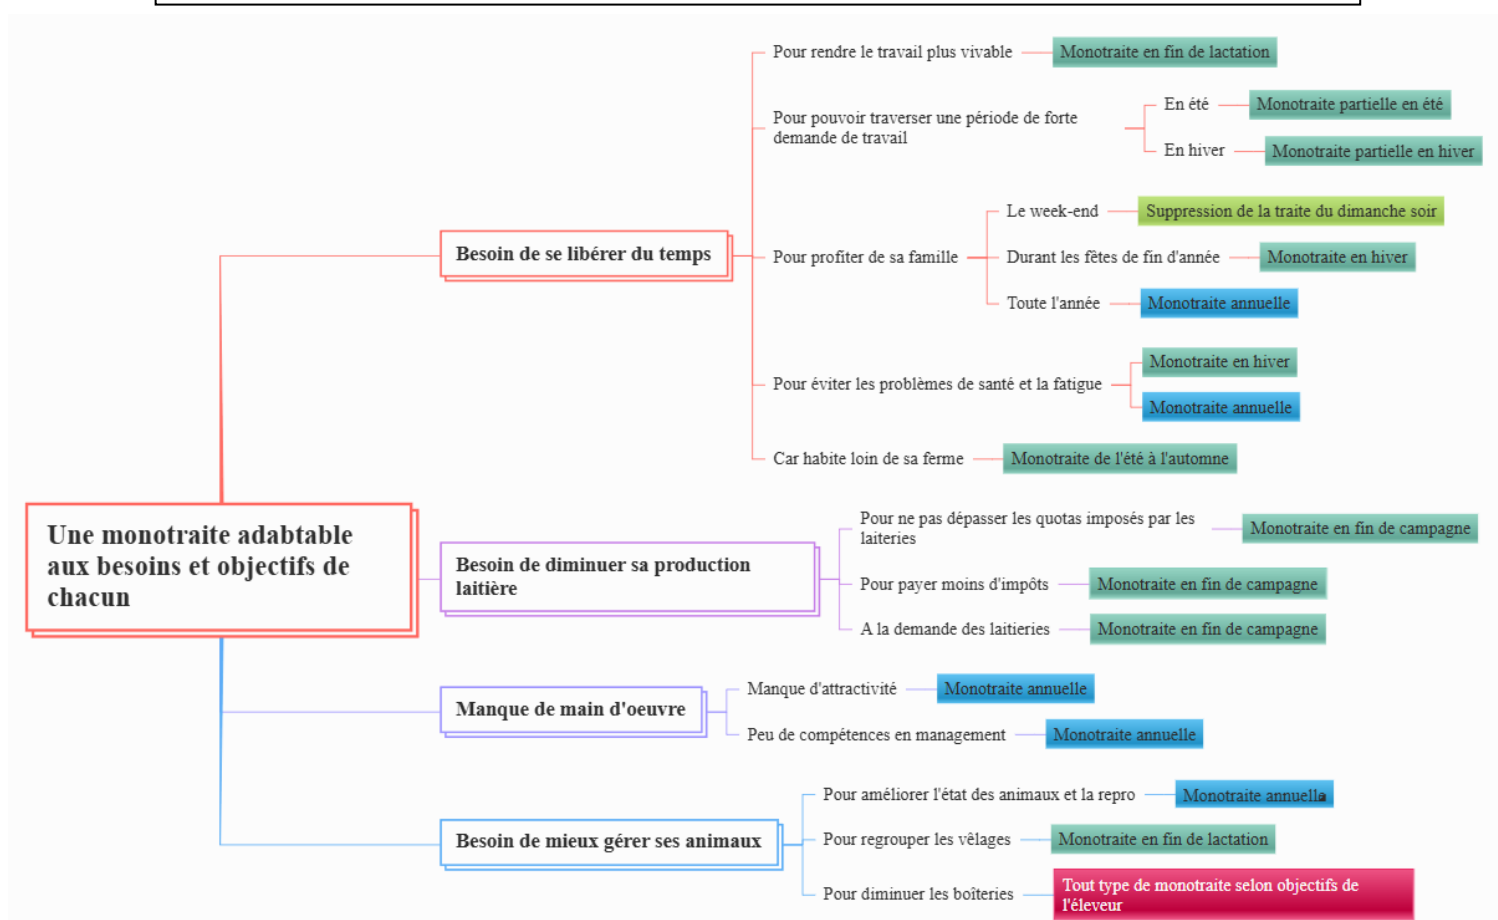 Une monotraite adabtable
aux besoins et objectifs de
chacun
Besoin de se libérer du temps
Pour rendre le travail plus vivable
Monotraite en fin de lactation
Pour pouvoir traverser une période de forte
demande de travail
En été
Monotraite partielle en été
En hiver
Monotraite partielle en hiver
Pour profiter de sa famille
Le week-end
Suppression de la traite du dimanche soir
Durant les fêtes de fin d'année
Monotraite en hiver
Toute l'année
Monotraite annuelle
Pour éviter les problèmes de santé et la fatigue
Monotraite en hiver
Monotraite annuelle
Car habite loin de sa ferme
Monotraite de l'été à l'automne
Besoin de diminuer sa production
laitière
Pour ne pas dépasser les quotas imposés par les
laiteries
Monotraite en fin de campagne
Pour payer moins d'impôts
Monotraite en fin de campagne
A la demande des laitieries
Monotraite en fin de campagne
Manque de main d'oeuvre
Manque d'attractivité
Monotraite annuelle
Peu de compétences en management
Monotraite annuelle
Besoin de mieux gérer ses animaux
Pour améliorer l'état des animaux et la repro
Monotraite annuelle
Pour regrouper les vêlages
Monotraite en fin de lactation
Pour diminuer les boîteries
Tout type de monotraite selon objectifs de
l'éleveur